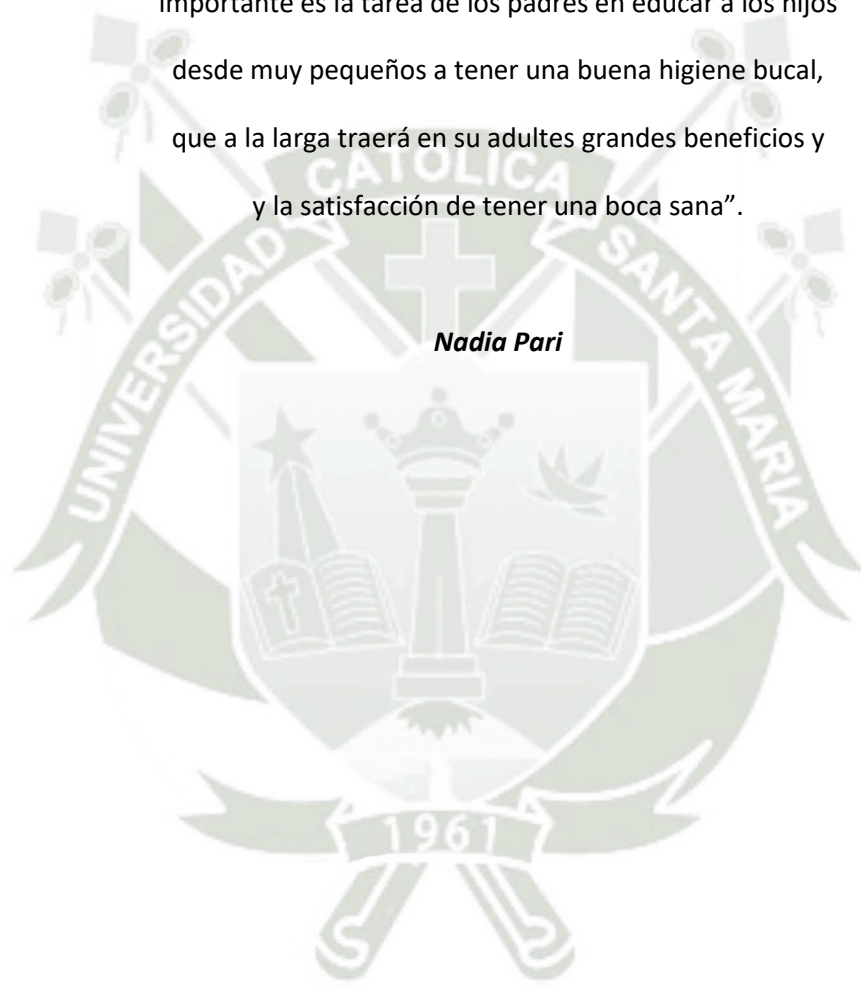 importante es la tarea de los padres en educar a los hijos
desde muy pequeños a tener una buena higiene bucal,
que a la larga traerá en su adultes grandes beneficios y
y la satisfacción de tener una boca sana”.
Nadia Pari
UNIVERSIDAD CATOLICA SANTA MARIA
1961